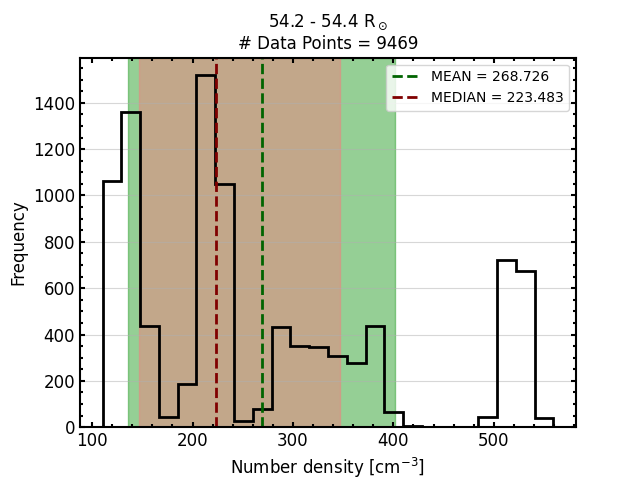 54.2 - 54.4 R⊙
# Data Points = 9469
MEAN = 268.726
MEDIAN = 223.483
Frequency
1400
1200
1000
800
600
400
200
0
100 200 300 400 500
Number density [cm⁻³]